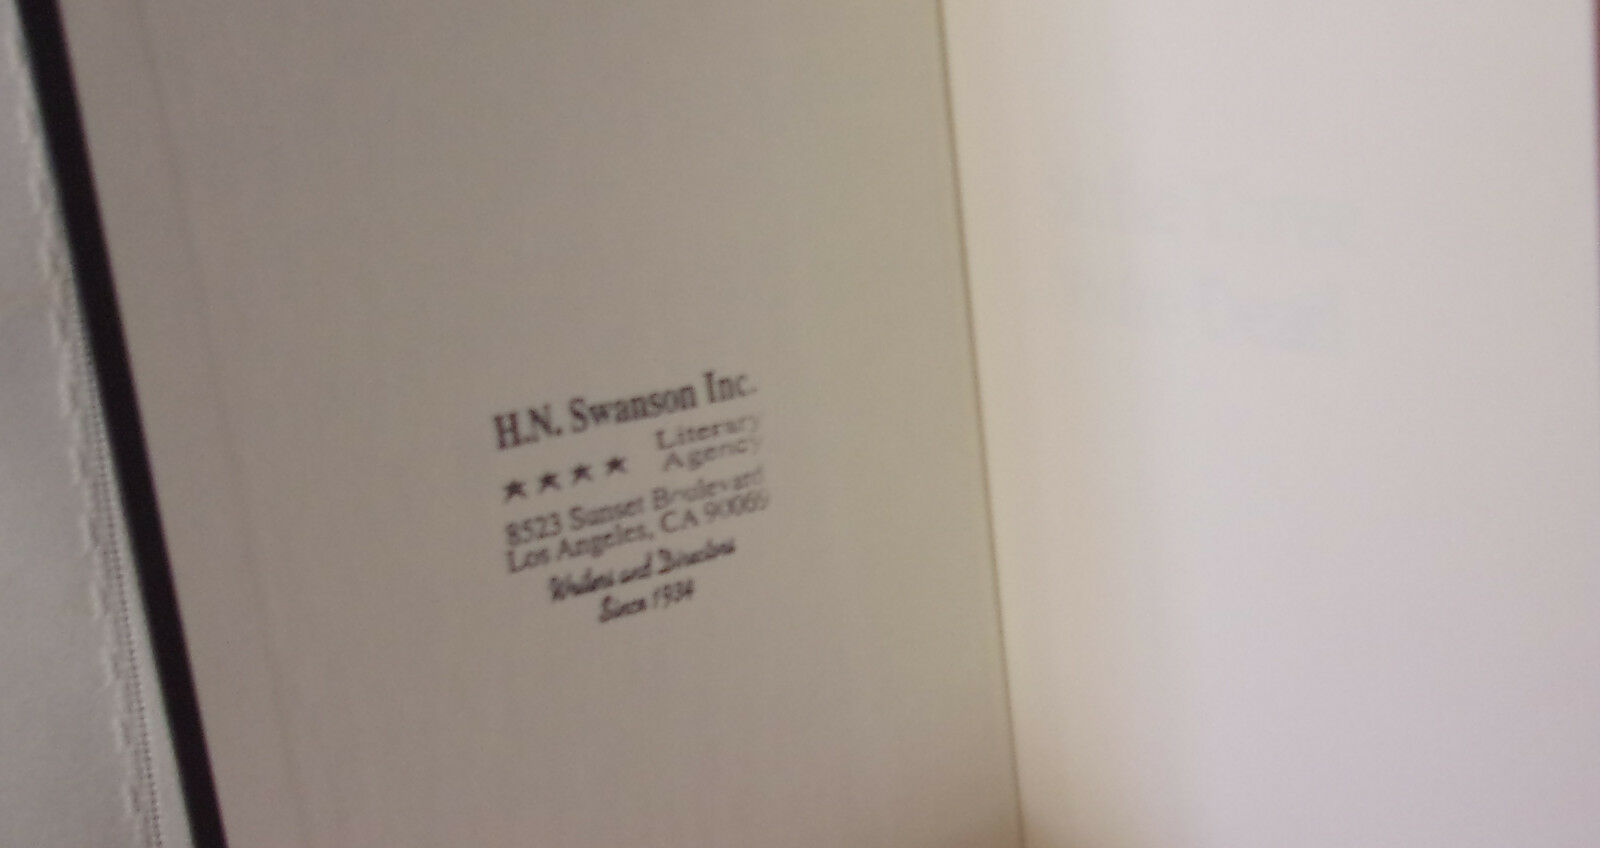 H.N. Swanson Inc.
★★★★ Literary
Agency
8523 Sunset Boulevard
Los Angeles, CA 90069
Writers and Directors
Since 1934